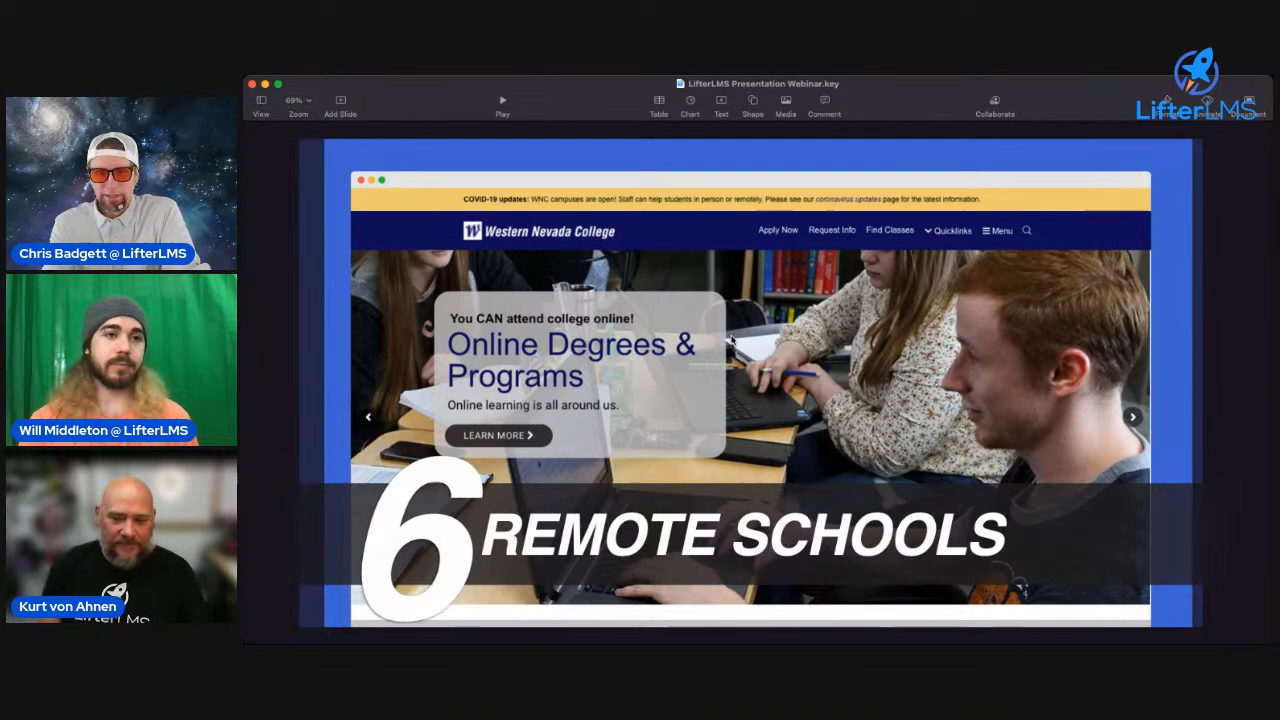 LifterLMS Presentation Webinar.key
View
69%
Zoom
Add Slide
Play
Table
Chart
Text
Shape
Media
Comment
Collaborate
LifterLMS
Chris Badgett @ LifterLMS
Will Middleton @ LifterLMS
Kurt von Ahnen
LifterLMS
COVID-19 updates: WNC campuses are open! Staff can help students in person or remotely. Please see our coronavirus updates page for the latest information.
Western Nevada College
Apply Now Request Info Find Classes Quicklinks Menu
You CAN attend college online!
Online Degrees &
Programs
Online learning is all around us.
LEARN MORE
6 REMOTE SCHOOLS